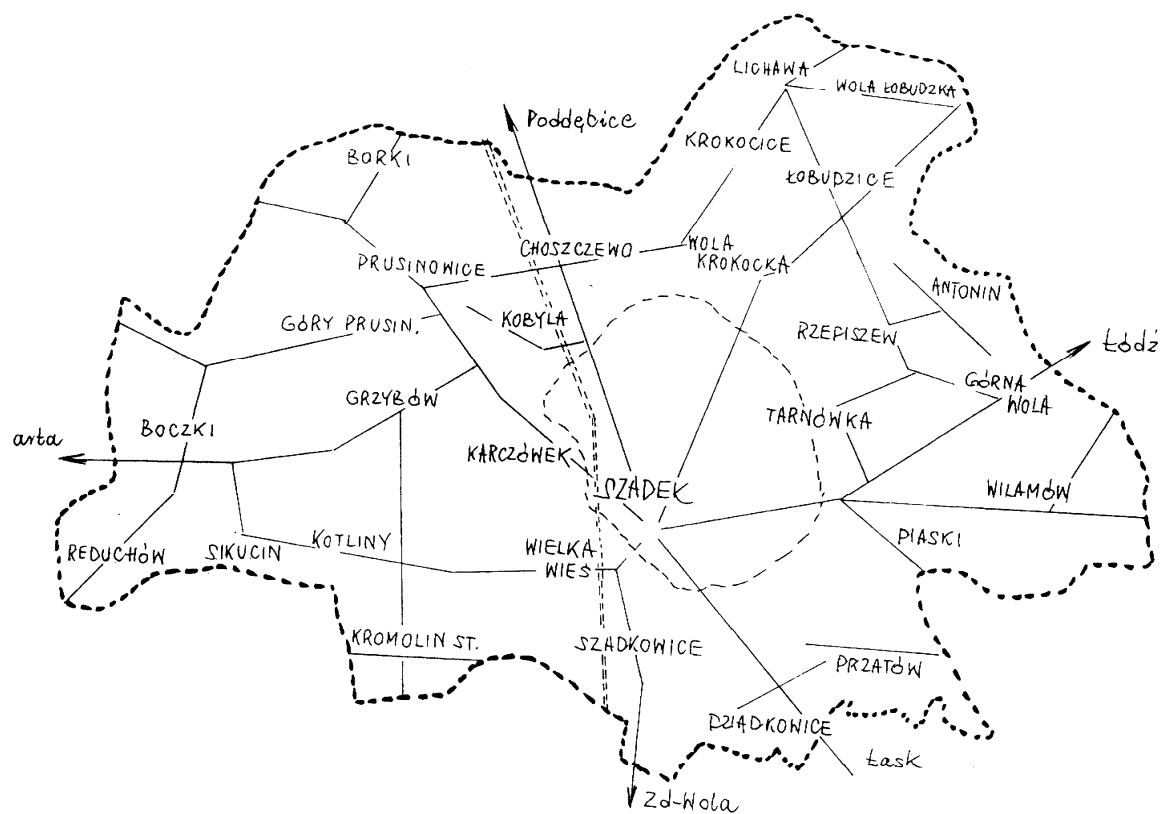 LICHAWA
WOLA ŁOBUDZKA
Poddębice
KROKOCICE
BORKI
ŁOBUDZICE
CHOSZCZEWO
WOLA
KROKOCKA
PRUSINOWICE
ANTONIN
GÓRY PRUSIN.
KOBYLA
RZEPISZEW
Łódź
GÓRNA
WOLA
GRZYBÓW
TARNÓWKA
BOCZKI
arta
KARCZÓWEK
SZADEK
WILAMÓW
PIASKI
REDUCHÓW
SIKUCIN
KOTLINY
WIELKA
WIEŚ
KROMOLIN ST.
SZADKOWICE
PRZATÓW
DZIADKOWICE
Łask
Zd-Wola